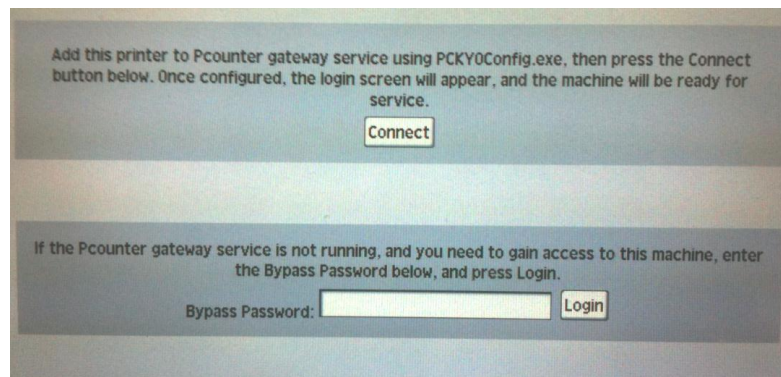 Add this printer to Pcounter gateway service using PCKYOConfig.exe, then press the Connect
button below. Once configured, the login screen will appear, and the machine will be ready for
service.
Connect
If the Pcounter gateway service is not running, and you need to gain access to this machine, enter
the Bypass Password below, and press Login.
Bypass Password:
Login